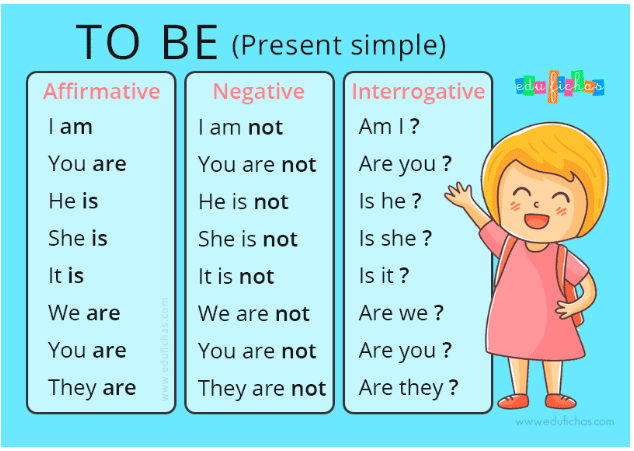 TO BE (Present simple)
edufichas
Affirmative
I am
You are
He is
She is
It is
We are
You are
They are
www.edufichas.com
Negative
I am not
You are not
He is not
She is not
It is not
We are not
You are not
They are not
Interrogative
Am I ?
Are you ?
Is he ?
Is she ?
Is it ?
Are we ?
Are you ?
Are they ?
www.edufichas.com